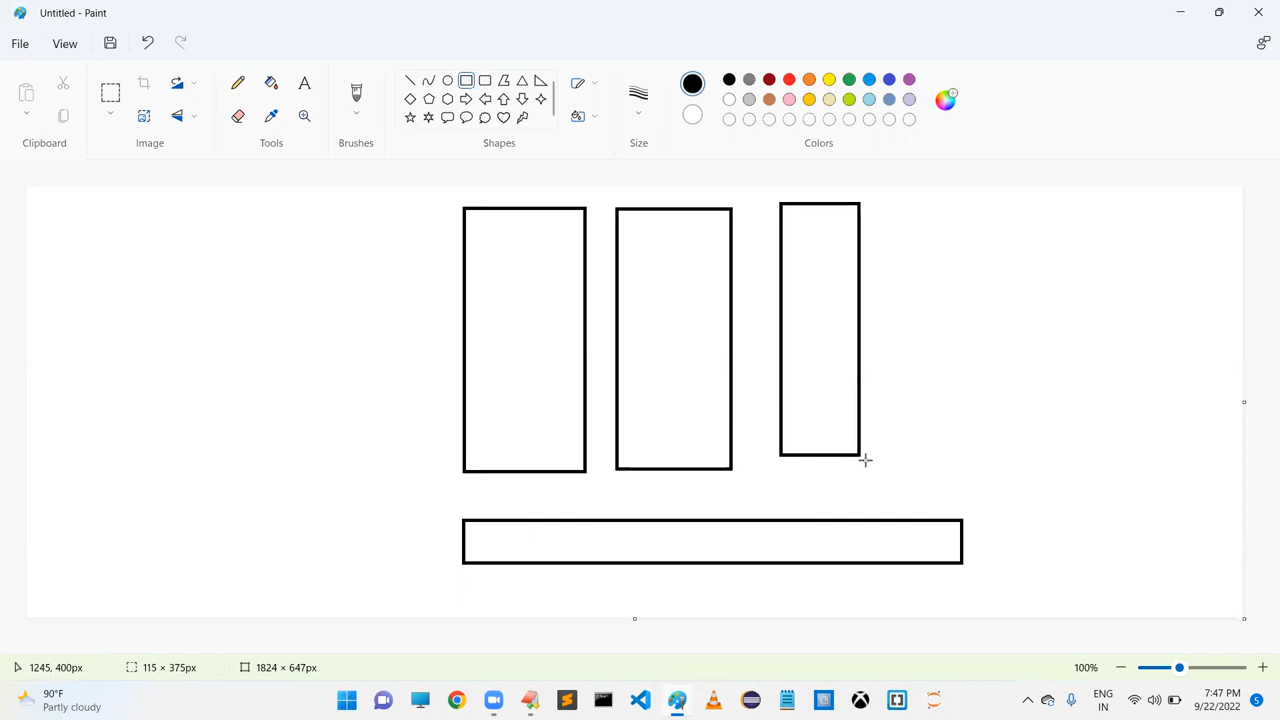 Untitled - Paint
File View
Clipboard Image Tools Brushes Shapes Size Colors
1245, 400px 115 × 375px 1824 × 647px 100%
90°F
Partly cloudy
ENG
IN
7:47 PM
9/22/2022
5